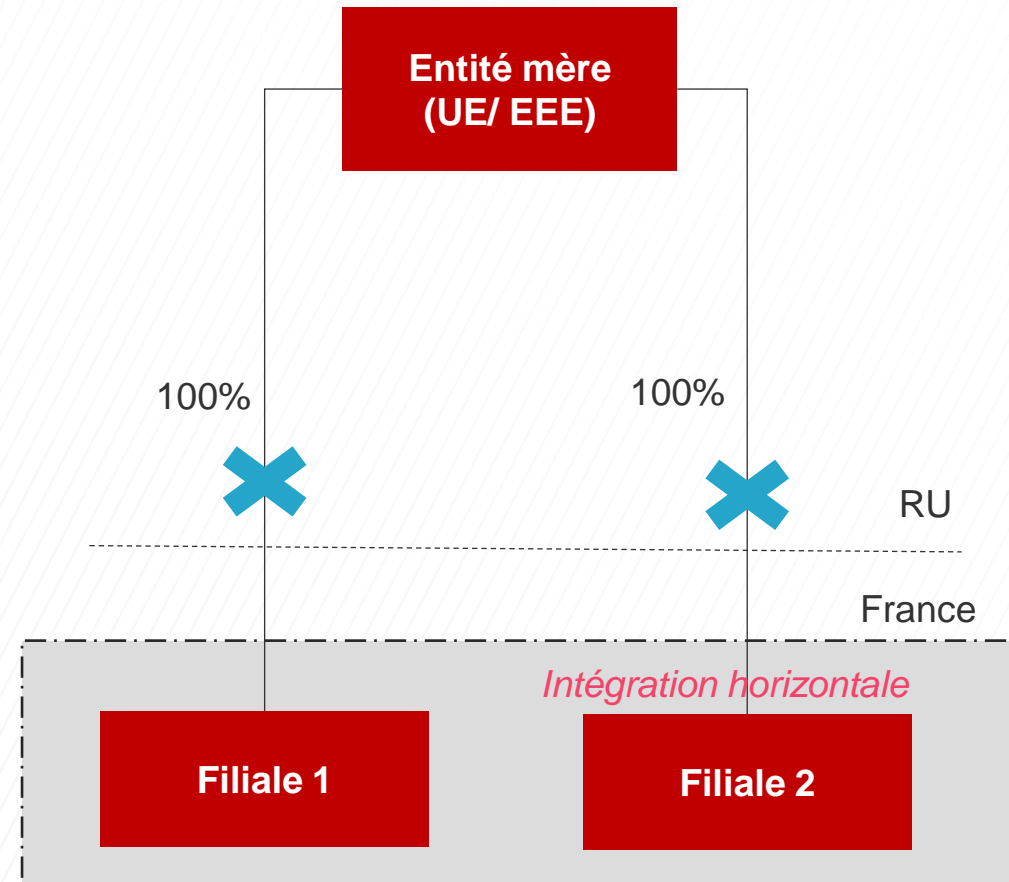 Entité mère
(UE/ EEE)
100%
100%
RU
France
Intégration horizontale
Filiale 1
Filiale 2